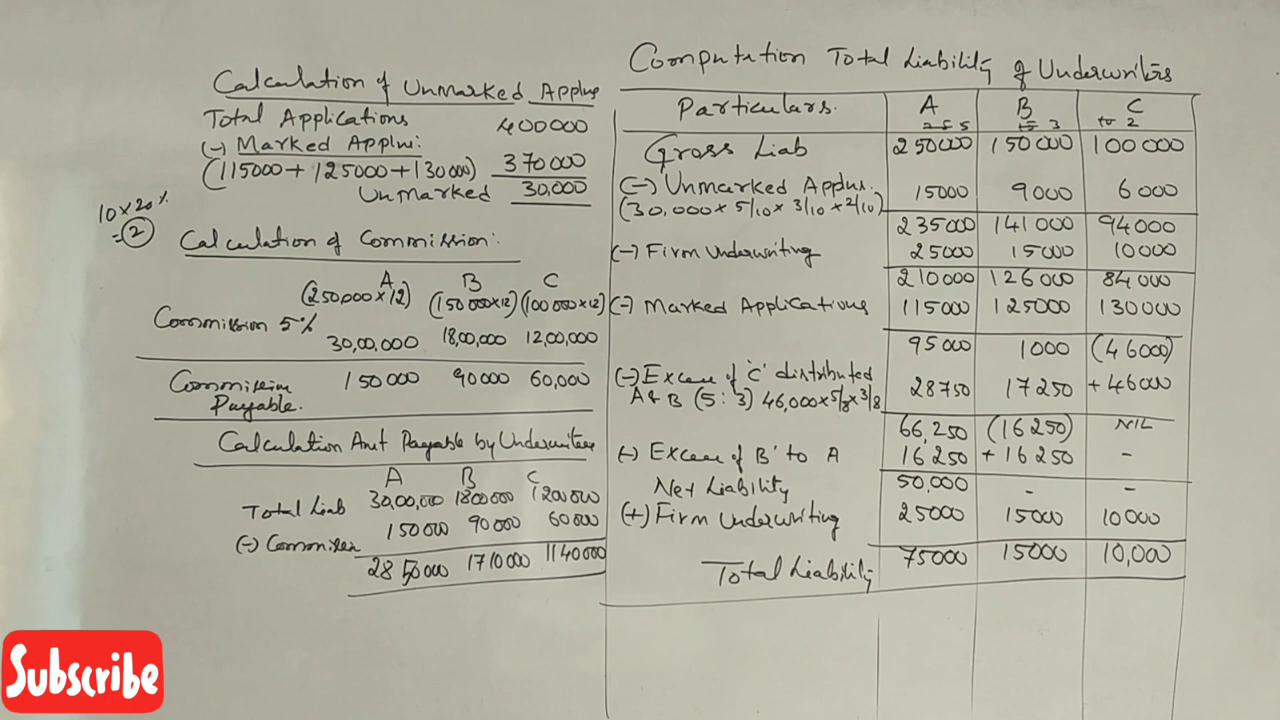 Calculation of Unmarked Applns
Total Applications 400000
(-) Marked Applni:
(115000 + 125000 + 130000) 370000
Unmarked 30,000
10 x 20%
= 2
Calculation of Commission:
A B C
(250,000 x 12) (150000x12) (100000x12)
Commission 5%
30,00,000 18,00,000 12,00,000
Commission 150000 90000 60,000
Payable.
Calculation Amt Payable by Underwriters
A B C
Total Liab 30,00,000 1800000 1200000
(-) Commission 150000 90000 60000
2850000 1710000 1140000
Computation Total Liability of Underwriters
Particulars. A B C
5 3 to 2
Gross Liab 250000 150000 100000
(-) Unmarked Applns. 15000 9000 6000
(30,000 x 5/10 x 3/10 x 2/10)
235000 141000 94000
(-) Firm Underwriting 25000 15000 10000
210000 126000 84000
(-) Marked Applications 115000 125000 130000
95000 1000 (46000)
(-) Excess of 'C' distributed 28750 17250 +46000
A & B (5:3) 46,000 x 5/8 x 3/8
66,250 (16250) NIL
(-) Excess of B' to A 16250 + 16250 -
Net Liability 50,000 - -
(+) Firm Underwriting 25000 15000 10000
Total Liability 75000 15000 10,000
Subscribe